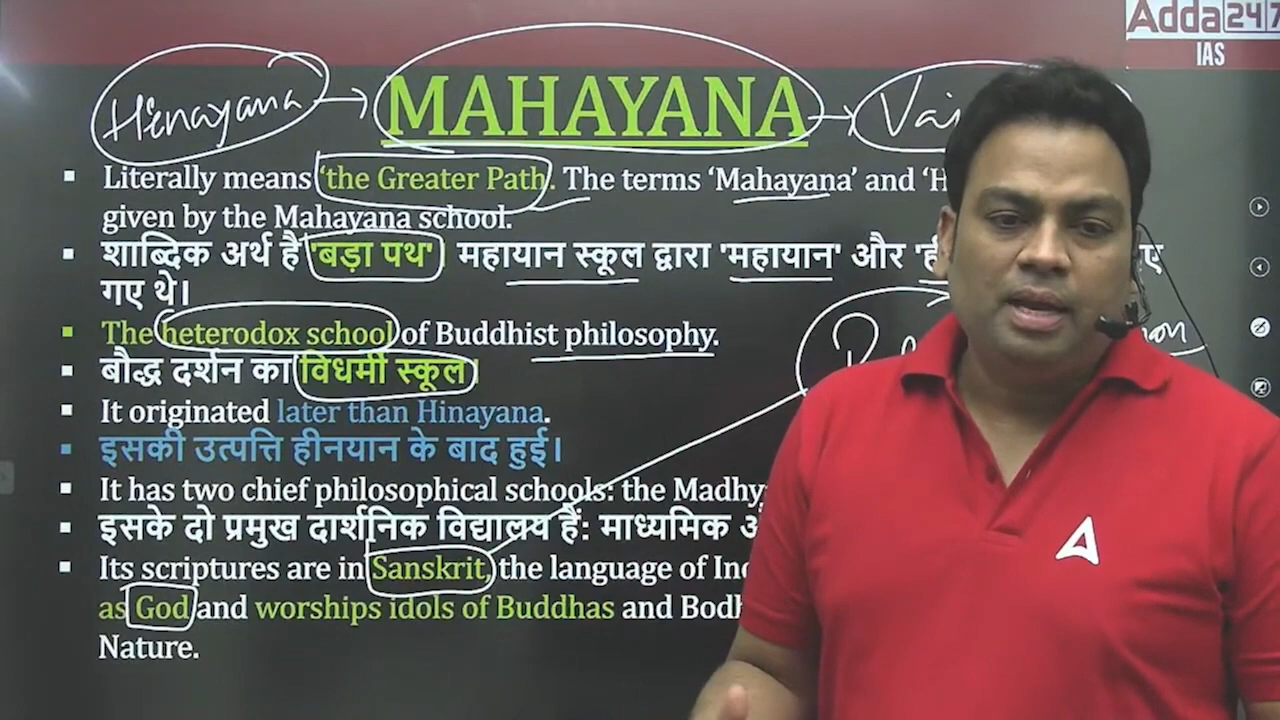 Adda247
IAS
Hinayana → MAHAYANA →
Literally means 'the Greater Path. The terms 'Mahayana' and
given by the Mahayana school.
शाब्दिक अर्थ है 'बड़ा पथ' महायान स्कूल द्वारा 'महायान' और
गए थे।
The heterodox school of Buddhist philosophy.
बौद्ध दर्शन का विधर्मी स्कूल।
It originated later than Hinayana.
इसकी उत्पत्ति हीनयान के बाद हुई।
It has two chief philosophical schools: the
इसके दो प्रमुख दार्शनिक विद्यालय हैं: माध्यमिक
Its scriptures are in Sanskrit, the language of
as God and worships idols of Buddhas and
Nature.